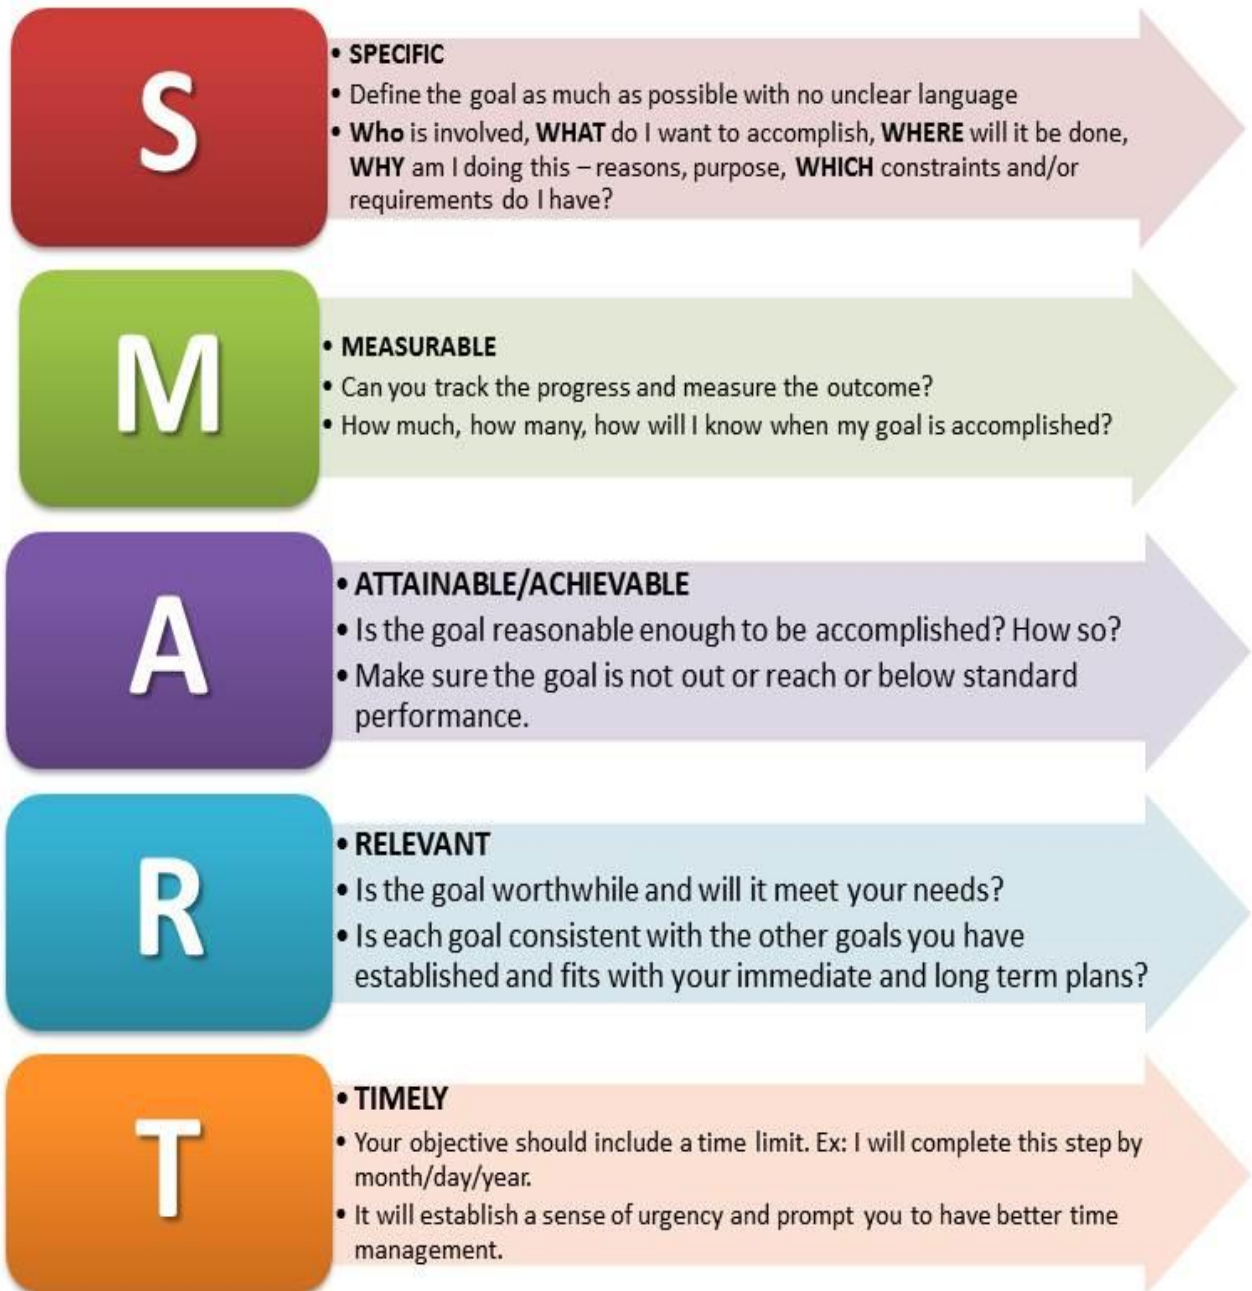 S
• SPECIFIC
• Define the goal as much as possible with no unclear language
• Who is involved, WHAT do I want to accomplish, WHERE will it be done,
WHY am I doing this – reasons, purpose, WHICH constraints and/or
requirements do I have?
M
• MEASURABLE
• Can you track the progress and measure the outcome?
• How much, how many, how will I know when my goal is accomplished?
A
• ATTAINABLE/ACHIEVABLE
• Is the goal reasonable enough to be accomplished? How so?
• Make sure the goal is not out or reach or below standard
performance.
R
• RELEVANT
• Is the goal worthwhile and will it meet your needs?
• Is each goal consistent with the other goals you have
established and fits with your immediate and long term plans?
T
• TIMELY
• Your objective should include a time limit. Ex: I will complete this step by
month/day/year.
• It will establish a sense of urgency and prompt you to have better time
management.